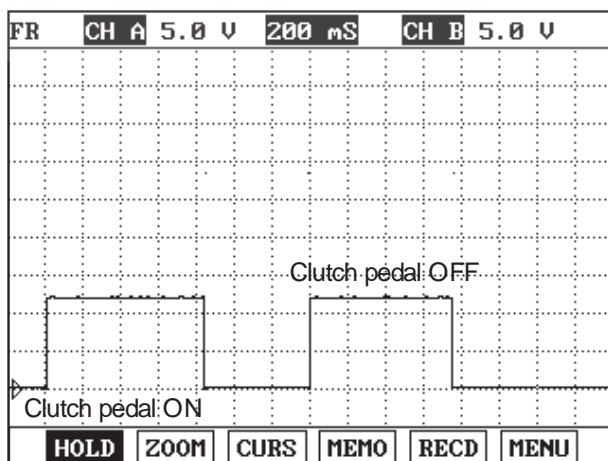 FR CH A 5.0 V 200 mS CH B 5.0 V
Clutch pedal OFF
Clutch pedal ON
HOLD ZOOM CURS MEMO RECD MENU